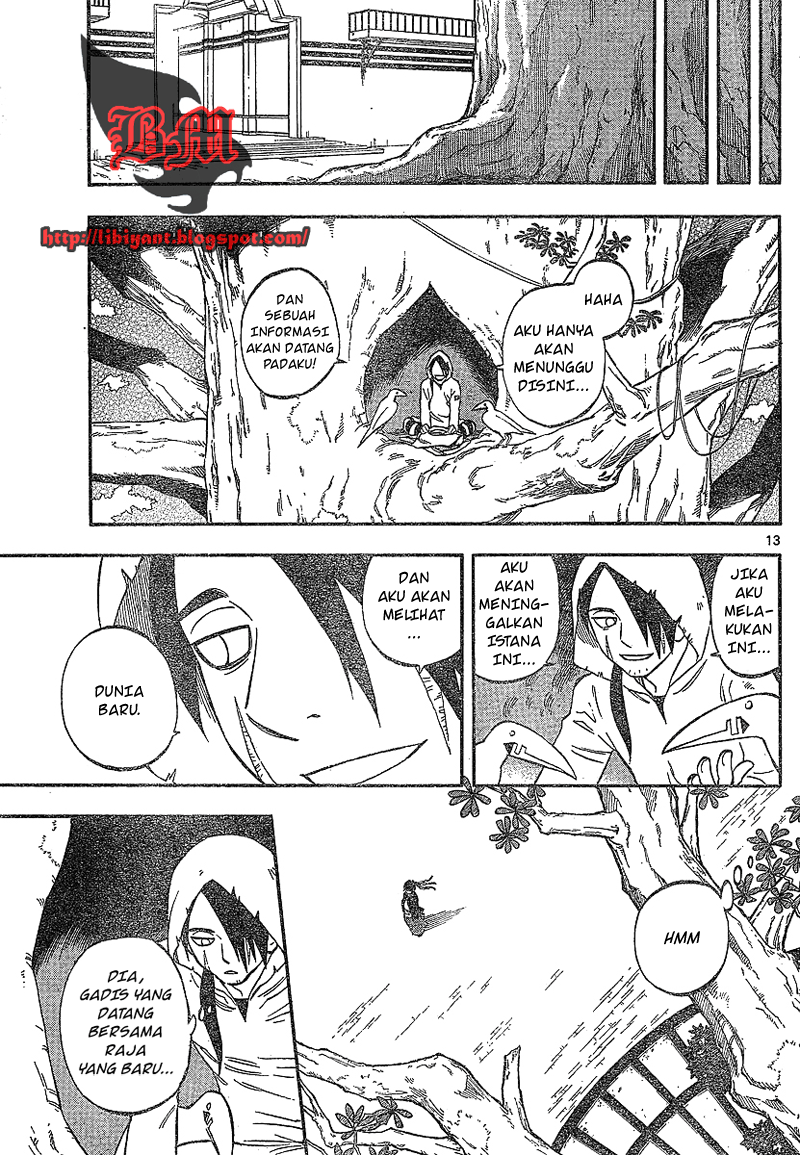 BM
http://libiyaat.blogspot.com/
HAHA
AKU HANYA
AKAN
MENUNGGU
DISINI...
DAN
SEBUAH
INFORMASI
AKAN DATANG
PADAKU!
13
JIKA
AKU
MELA-
KUKAN
INI...
AKU
AKAN
MENING-
GALKAN
ISTANA
INI...
DAN
AKU AKAN
MELIHAT
...
DUNIA
BARU.
HMM
DIA,
GADIS YANG
DATANG
BERSAMA
RAJA
YANG BARU...